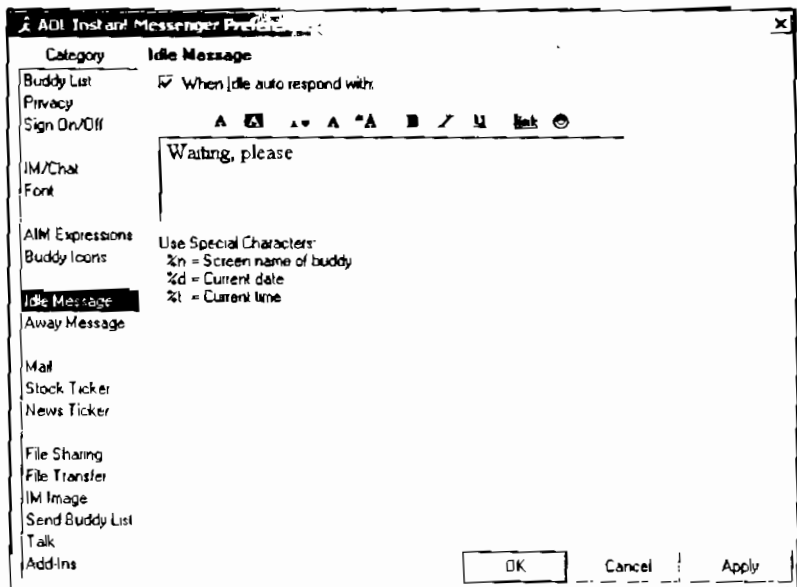 AOL Instant Messenger
Category
Buddy List
Privacy
Sign On/Off
IM/Chat
Font
AIM Expressions
Buddy Icons
Idle Message
Away Message
Mail
Stock Ticker
News Ticker
File Sharing
File Transfer
IM Image
Send Buddy List
Talk
Add-Ins
Idle Message
When Idle auto respond with:
A A A A A B I U link
Waiting, please
Use Special Characters:
%n = Screen name of buddy
%d = Current date
%t = Current time
OK Cancel Apply